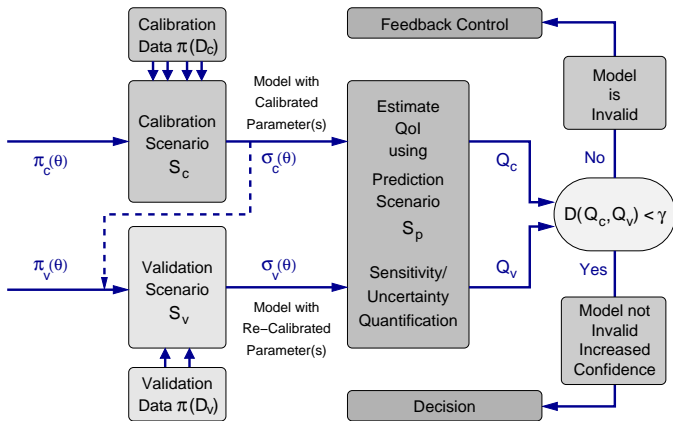 Calibration
Data π(D_c)
Feedback Control
Model
is
Invalid
Model with
Calibrated
Parameter(s)
Calibration
Scenario
S_c
π_c(θ)
σ_c(θ)
Estimate
QoI
using
Prediction
Scenario
S_p
Sensitivity/
Uncertainty
Quantification
Q_c
No
D(Q_c,Q_v) < γ
Yes
Q_v
π_v(θ)
Validation
Scenario
S_v
σ_v(θ)
Model with
Re−Calibrated
Parameter(s)
Model not
Invalid
Increased
Confidence
Validation
Data π(D_v)
Decision